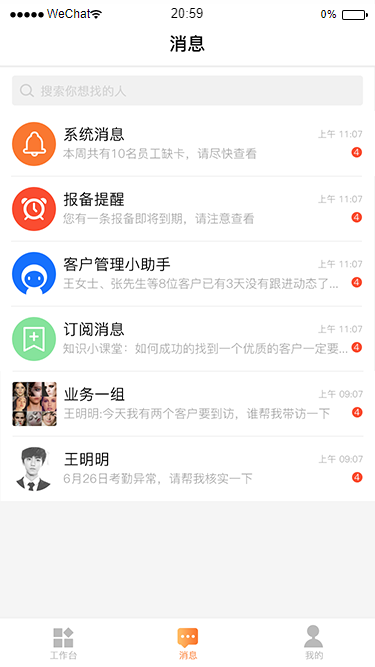 WeChat 20:59 0%
消息
搜索你想找的人
系统消息 上午 11:07
本周共有10名员工缺卡，请尽快查看 4
报备提醒 上午 11:07
您有一条报备即将到期，请注意查看 4
客户管理小助手 上午 11:07
王女士、张先生等8位客户已有3天没有跟进动态了... 4
订阅消息 上午 11:07
知识小课堂：如何成功的找到一个优质的客户一定要... 4
业务一组 上午 09:07
王明明:今天我有两个客户要到访，谁帮我带访一下 4
王明明 上午 09:07
6月26日考勤异常，请帮我核实一下 4
工作台 消息 我的